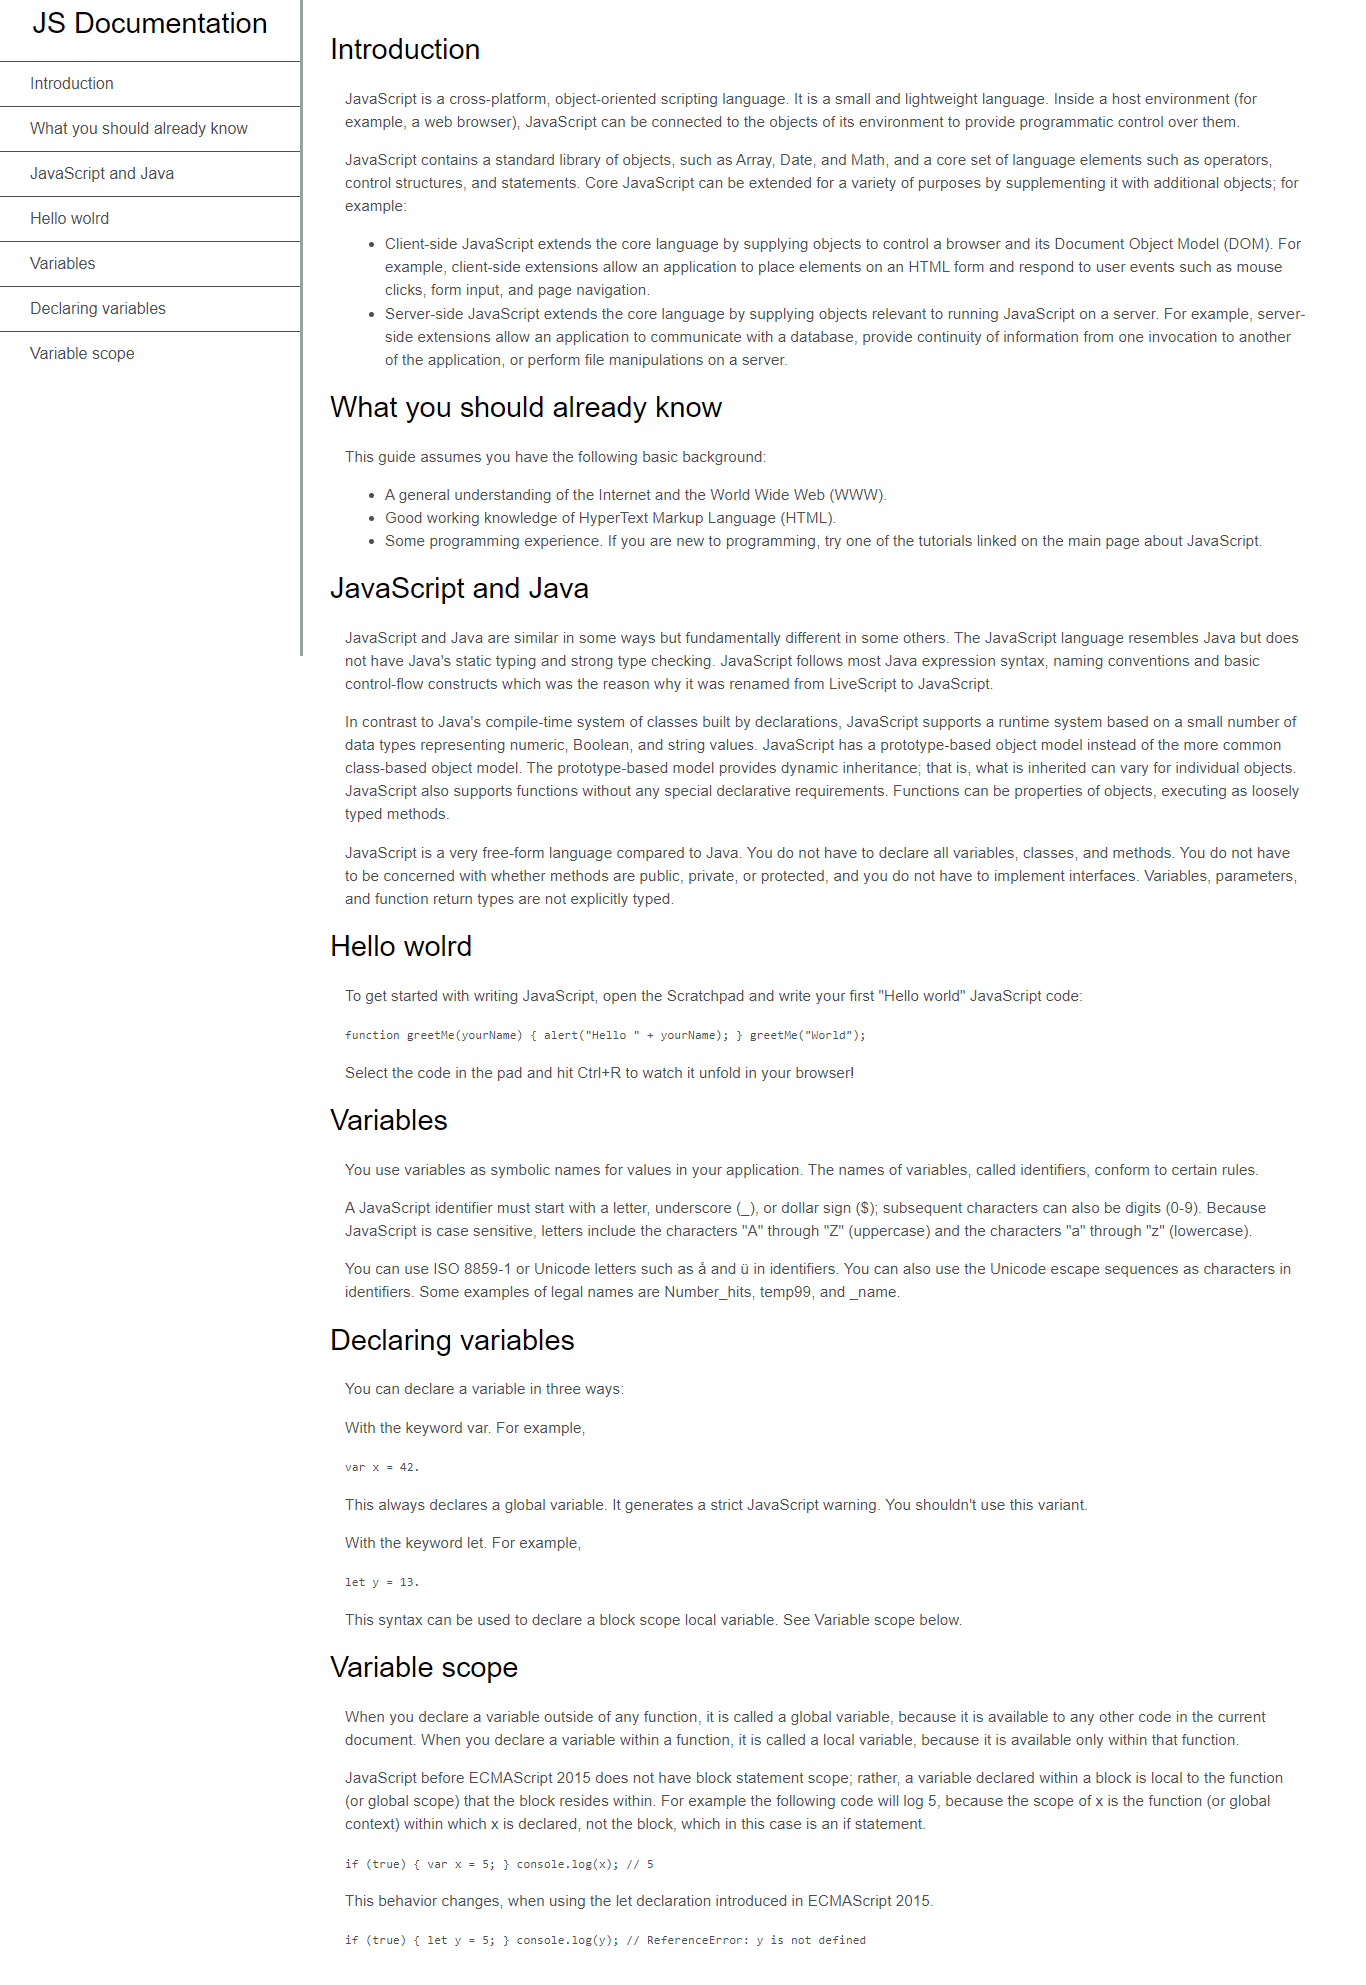 JS Documentation
Introduction
What you should already know
JavaScript and Java
Hello wolrd
Variables
Declaring variables
Variable scope
Introduction
JavaScript is a cross-platform, object-oriented scripting language. It is a small and lightweight language. Inside a host environment (for
example, a web browser), JavaScript can be connected to the objects of its environment to provide programmatic control over them.
JavaScript contains a standard library of objects, such as Array, Date, and Math, and a core set of language elements such as operators,
control structures, and statements. Core JavaScript can be extended for a variety of purposes by supplementing it with additional objects; for
example:
• Client-side JavaScript extends the core language by supplying objects to control a browser and its Document Object Model (DOM). For
example, client-side extensions allow an application to place elements on an HTML form and respond to user events such as mouse
clicks, form input, and page navigation.
• Server-side JavaScript extends the core language by supplying objects relevant to running JavaScript on a server. For example, server-
side extensions allow an application to communicate with a database, provide continuity of information from one invocation to another
of the application, or perform file manipulations on a server.
What you should already know
This guide assumes you have the following basic background:
• A general understanding of the Internet and the World Wide Web (WWW).
• Good working knowledge of HyperText Markup Language (HTML).
• Some programming experience. If you are new to programming, try one of the tutorials linked on the main page about JavaScript.
JavaScript and Java
JavaScript and Java are similar in some ways but fundamentally different in some others. The JavaScript language resembles Java but does
not have Java's static typing and strong type checking. JavaScript follows most Java expression syntax, naming conventions and basic
control-flow constructs which was the reason why it was renamed from LiveScript to JavaScript.
In contrast to Java's compile-time system of classes built by declarations, JavaScript supports a runtime system based on a small number of
data types representing numeric, Boolean, and string values. JavaScript has a prototype-based object model instead of the more common
class-based object model. The prototype-based model provides dynamic inheritance; that is, what is inherited can vary for individual objects.
JavaScript also supports functions without any special declarative requirements. Functions can be properties of objects, executing as loosely
typed methods.
JavaScript is a very free-form language compared to Java. You do not have to declare all variables, classes, and methods. You do not have
to be concerned with whether methods are public, private, or protected, and you do not have to implement interfaces. Variables, parameters,
and function return types are not explicitly typed.
Hello wolrd
To get started with writing JavaScript, open the Scratchpad and write your first "Hello world" JavaScript code:
function greetMe(yourName) { alert("Hello " + yourName); } greetMe("World");
Select the code in the pad and hit Ctrl+R to watch it unfold in your browser!
Variables
You use variables as symbolic names for values in your application. The names of variables, called identifiers, conform to certain rules.
A JavaScript identifier must start with a letter, underscore (_), or dollar sign ($); subsequent characters can also be digits (0-9). Because
JavaScript is case sensitive, letters include the characters "A" through "Z" (uppercase) and the characters "a" through "z" (lowercase).
You can use ISO 8859-1 or Unicode letters such as å and ü in identifiers. You can also use the Unicode escape sequences as characters in
identifiers. Some examples of legal names are Number_hits, temp99, and _name.
Declaring variables
You can declare a variable in three ways:
With the keyword var. For example,
var x = 42.
This always declares a global variable. It generates a strict JavaScript warning. You shouldn't use this variant.
With the keyword let. For example,
let y = 13.
This syntax can be used to declare a block scope local variable. See Variable scope below.
Variable scope
When you declare a variable outside of any function, it is called a global variable, because it is available to any other code in the current
document. When you declare a variable within a function, it is called a local variable, because it is available only within that function.
JavaScript before ECMAScript 2015 does not have block statement scope; rather, a variable declared within a block is local to the function
(or global scope) that the block resides within. For example the following code will log 5, because the scope of x is the function (or global
context) within which x is declared, not the block, which in this case is an if statement.
if (true) { var x = 5; } console.log(x); // 5
This behavior changes, when using the let declaration introduced in ECMAScript 2015.
if (true) { let y = 5; } console.log(y); // ReferenceError: y is not defined